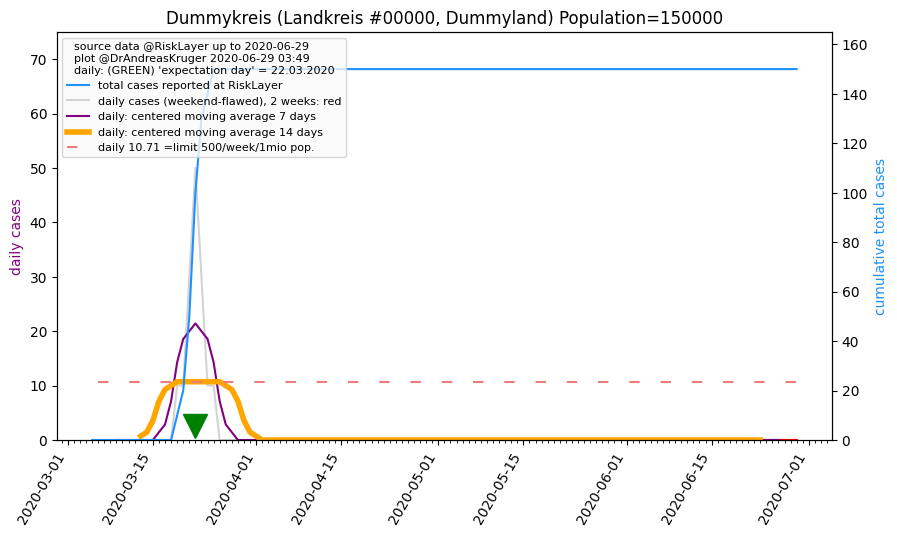 Dummykreis (Landkreis #00000, Dummyland) Population=150000
source data @RiskLayer up to 2020-06-29
plot @DrAndreasKruger 2020-06-29 03:49
daily: (GREEN) 'expectation day' = 22.03.2020
total cases reported at RiskLayer
daily cases (weekend-flawed), 2 weeks: red
daily: centered moving average 7 days
daily: centered moving average 14 days
daily 10.71 =limit 500/week/1mio pop.
daily cases
70
60
50
40
30
20
10
0
160
140
120
100
80
60
40
20
0
cumulative total cases
2020-03-01
2020-03-15
2020-04-01
2020-04-15
2020-05-01
2020-05-15
2020-06-01
2020-06-15
2020-07-01